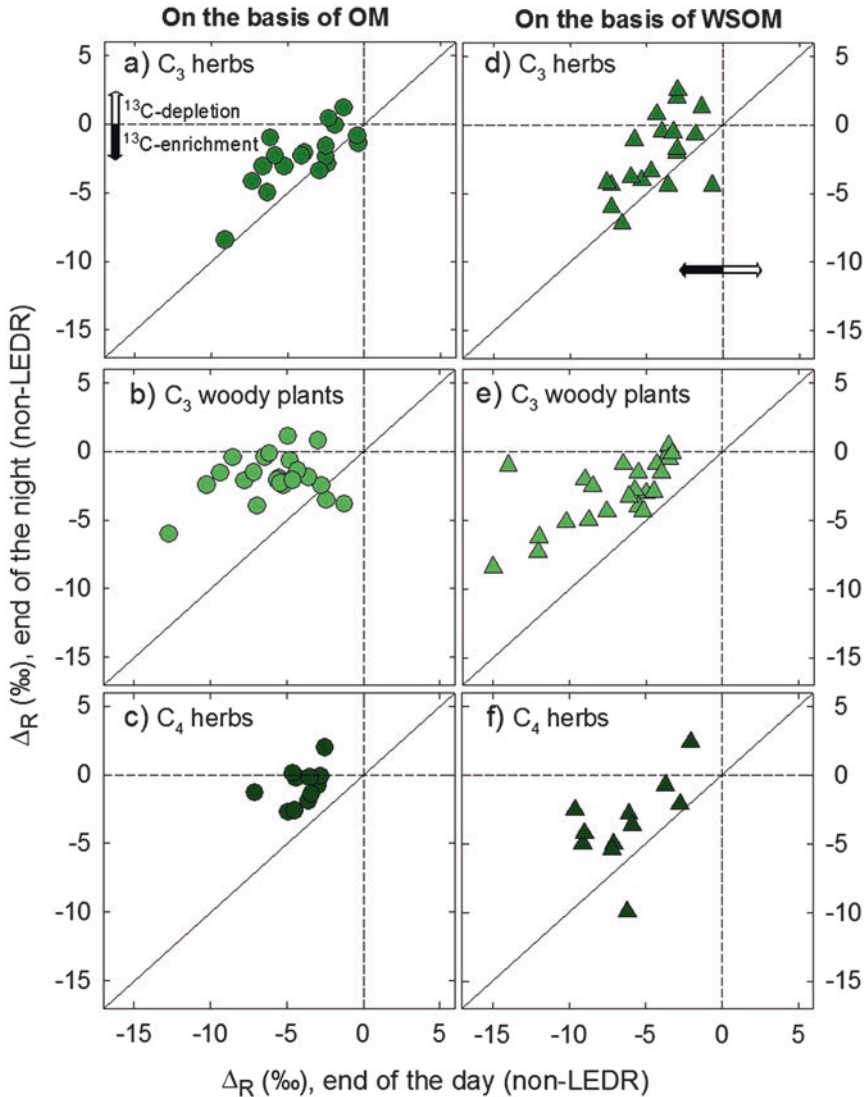 On the basis of OM
On the basis of WSOM
a) C3 herbs
¹³C-depletion
¹³C-enrichment
5
0
-5
-10
-15
d) C3 herbs
5
0
-5
-10
-15
b) C3 woody plants
5
0
-5
-10
-15
e) C3 woody plants
5
0
-5
-10
-15
c) C4 herbs
5
0
-5
-10
-15
f) C4 herbs
5
0
-5
-10
-15
-15 -10 -5 0
-15 -10 -5 0 5
ΔR (‰), end of the night (non-LEDR)
ΔR (‰), end of the day (non-LEDR)